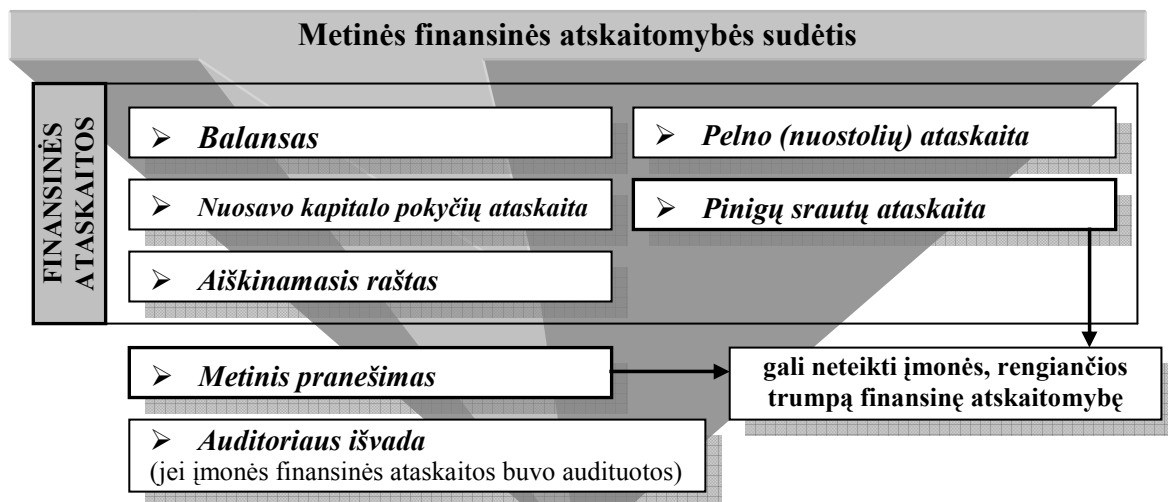 Metinės finansinės atskaitomybės sudėtis
FINANSINĖS
ATASKAITOS
➢ Balansas
➢ Pelno (nuostolių) ataskaita
➢ Nuosavo kapitalo pokyčių ataskaita
➢ Pinigų srautų ataskaita
➢ Aiškinamasis raštas
➢ Metinis pranešimas
gali neteikti įmonės, rengiančios
trumpą finansinę atskaitomybę
➢ Auditoriaus išvada
(jei įmonės finansinės ataskaitos buvo audituotos)